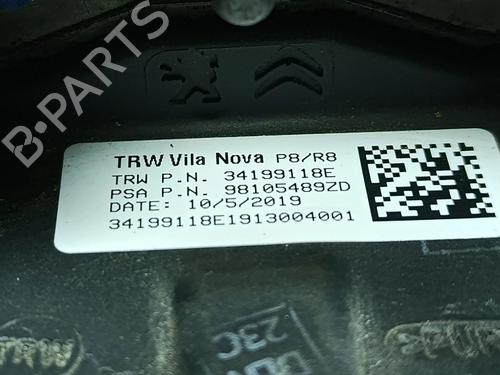 TRW Vila Nova P8/R8
TRW P.N. 34199118E
PSA P.N. 98105489ZD
DATE: 10/5/2019
34199118E1913004001
23C
B-PARTS